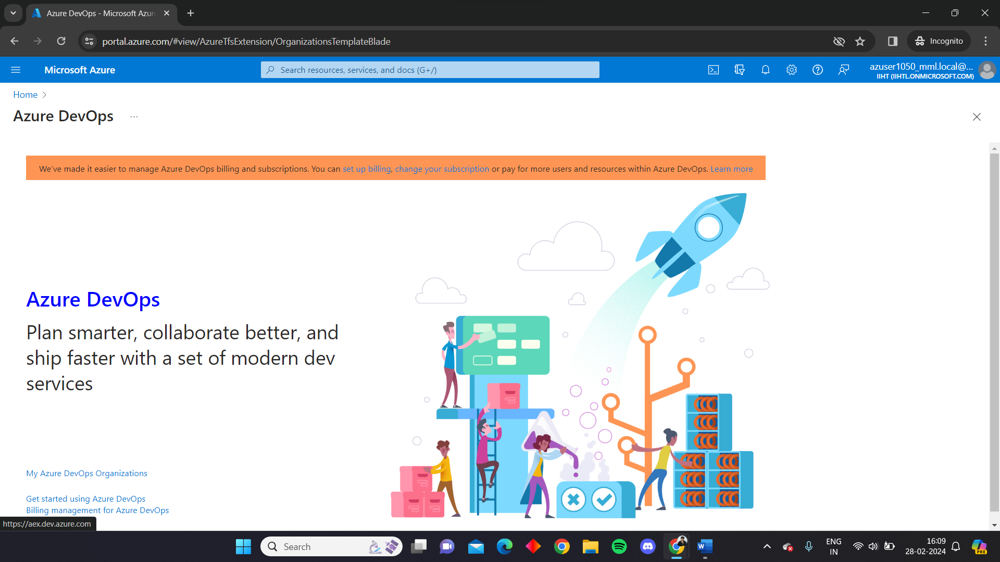 Azure DevOps - Microsoft Azur
portal.azure.com/#view/AzureTfsExtension/OrganizationsTemplateBlade
Incognito
Microsoft Azure
Search resources, services, and docs (G+/)
azuser1050_mml.local@...
IIHT (IIHTL.ONMICROSOFT.COM)
Home
Azure DevOps
We've made it easier to manage Azure DevOps billing and subscriptions. You can set up billing, change your subscription or pay for more users and resources within Azure DevOps. Learn more
Azure DevOps
Plan smarter, collaborate better, and
ship faster with a set of modern dev
services
My Azure DevOps Organizations
Get started using Azure DevOps
Billing management for Azure DevOps
https://aex.dev.azure.com
Search
ENG
IN
16:09
28-02-2024
PRE